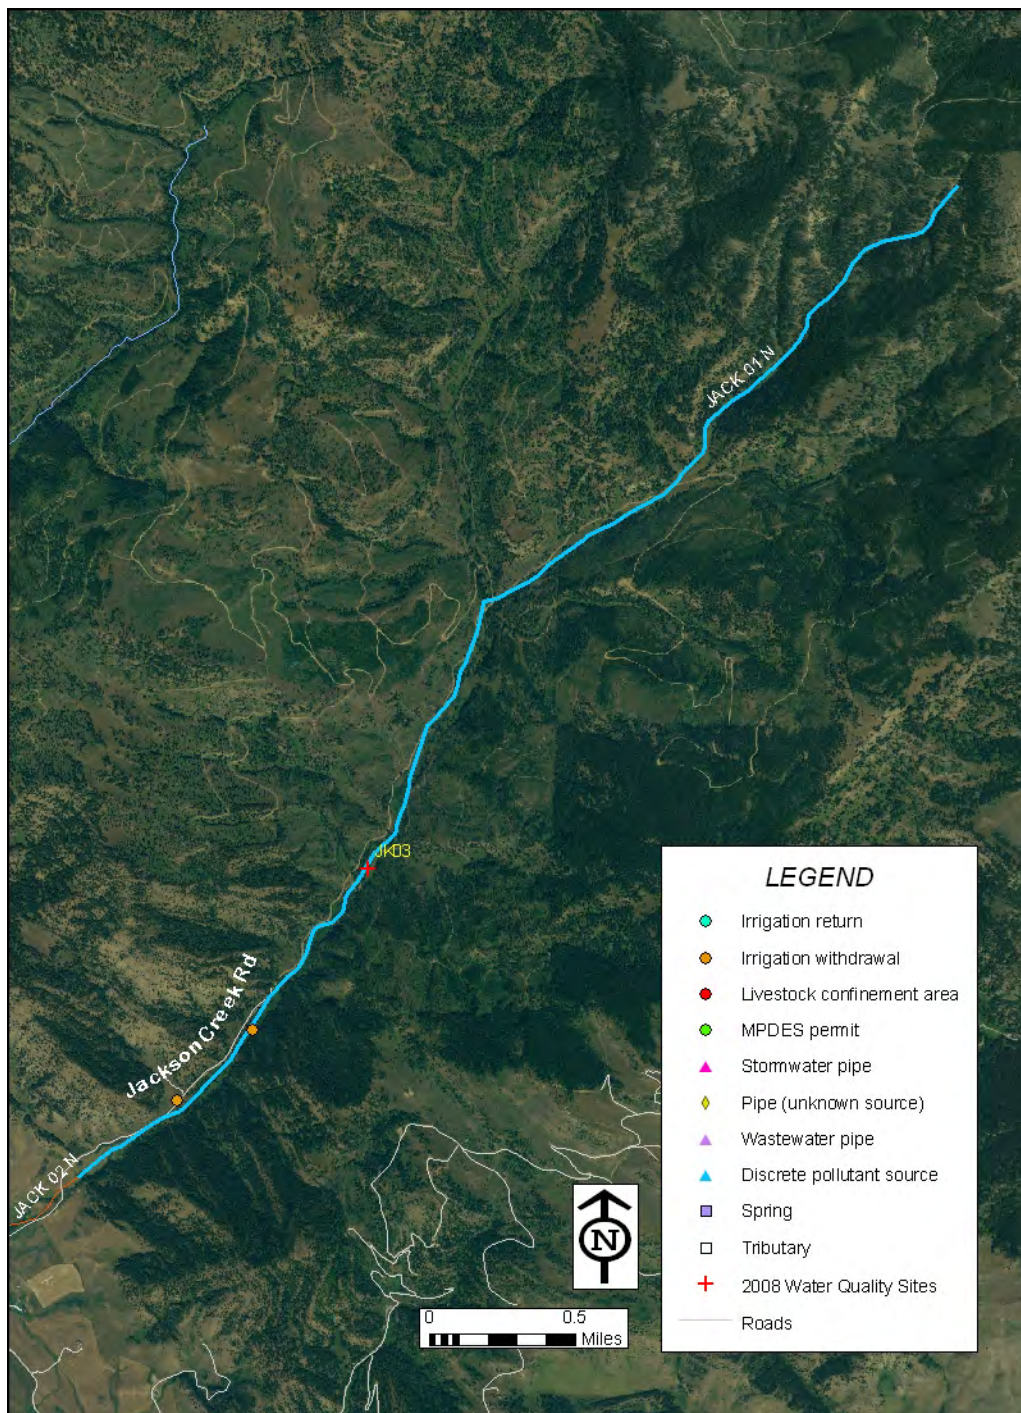 JACK 01 N
JKD3
Jackson Creek Rd
JACK 02 N
LEGEND
Irrigation return
Irrigation withdrawal
Livestock confinement area
MPDES permit
Stormwater pipe
Pipe (unknown source)
Wastewater pipe
Discrete pollutant source
Spring
Tributary
2008 Water Quality Sites
Roads
N
0 0.5
Miles